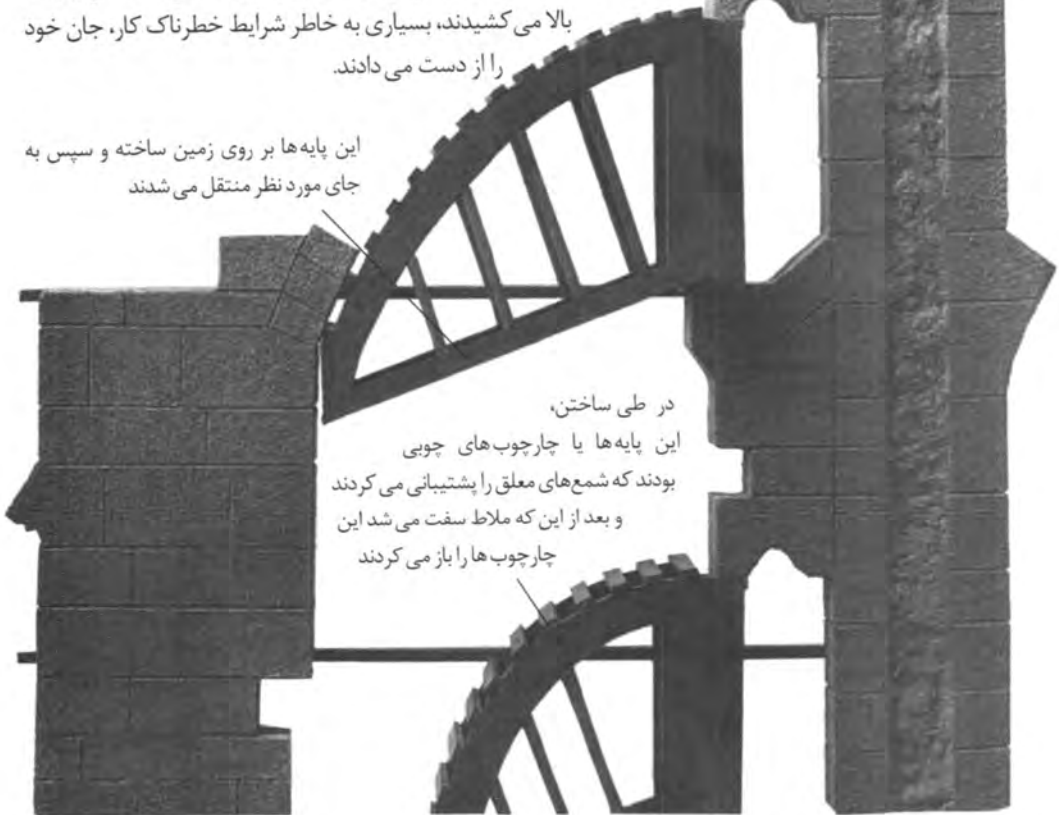 بالا می‌کشیدند، بسیاری به خاطر شرایط خطرناک کار، جان خود
را از دست می‌دادند.
این پایه‌ها بر روی زمین ساخته و سپس به
جای مورد نظر منتقل می‌شدند
در طی ساختن،
این پایه‌ها یا چارچوب‌های چوبی
بودند که شمع‌های معلق را پشتیبانی می‌کردند
و بعد از این که ملاط سفت می‌شد این
چارچوب‌ها را باز می‌کردند